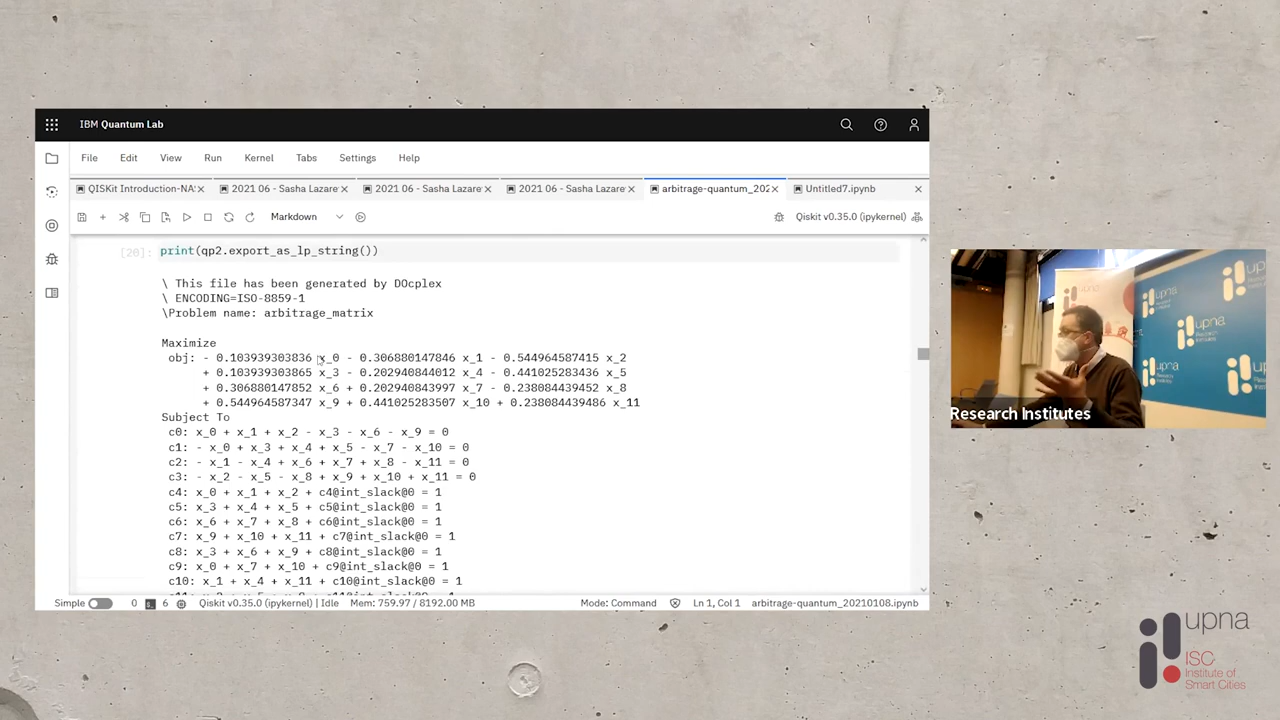 IBM Quantum Lab
File Edit View Run Kernel Tabs Settings Help
QISKit Introduction-NA 2021 06 - Sasha Lazare 2021 06 - Sasha Lazare 2021 06 - Sasha Lazare arbitrage-quantum_202 Untitled7.ipynb
Markdown Qiskit v0.35.0 (ipykernel)
[20]: print(qp2.export_as_lp_string())
\ This file has been generated by DOcplex
\ ENCODING=ISO-8859-1
\Problem name: arbitrage_matrix
Maximize
obj: - 0.103939303836 x_0 - 0.306880147846 x_1 - 0.544964587415 x_2
+ 0.103939303865 x_3 - 0.202940844012 x_4 - 0.441025283436 x_5
+ 0.306880147852 x_6 + 0.202940843997 x_7 - 0.238084439452 x_8
+ 0.544964587347 x_9 + 0.441025283507 x_10 + 0.238084439486 x_11
Subject To
c0: x_0 + x_1 + x_2 - x_3 - x_6 - x_9 = 0
c1: - x_0 + x_3 + x_4 + x_5 - x_7 - x_10 = 0
c2: - x_1 - x_4 + x_6 + x_7 + x_8 - x_11 = 0
c3: - x_2 - x_5 - x_8 + x_9 + x_10 + x_11 = 0
c4: x_0 + x_1 + x_2 + c4@int_slack@0 = 1
c5: x_3 + x_4 + x_5 + c5@int_slack@0 = 1
c6: x_6 + x_7 + x_8 + c6@int_slack@0 = 1
c7: x_9 + x_10 + x_11 + c7@int_slack@0 = 1
c8: x_3 + x_6 + x_9 + c8@int_slack@0 = 1
c9: x_0 + x_7 + x_10 + c9@int_slack@0 = 1
c10: x_1 + x_4 + x_11 + c10@int_slack@0 = 1
Simple 0 6 Qiskit v0.35.0 (ipykernel) | Idle Mem: 759.97 / 8192.00 MB Mode: Command Ln 1, Col 1 arbitrage-quantum_20210108.ipynb
upna
upna
upna
upna
upna
Research Institutes
upna
ISC
Institute of
Smart Cities